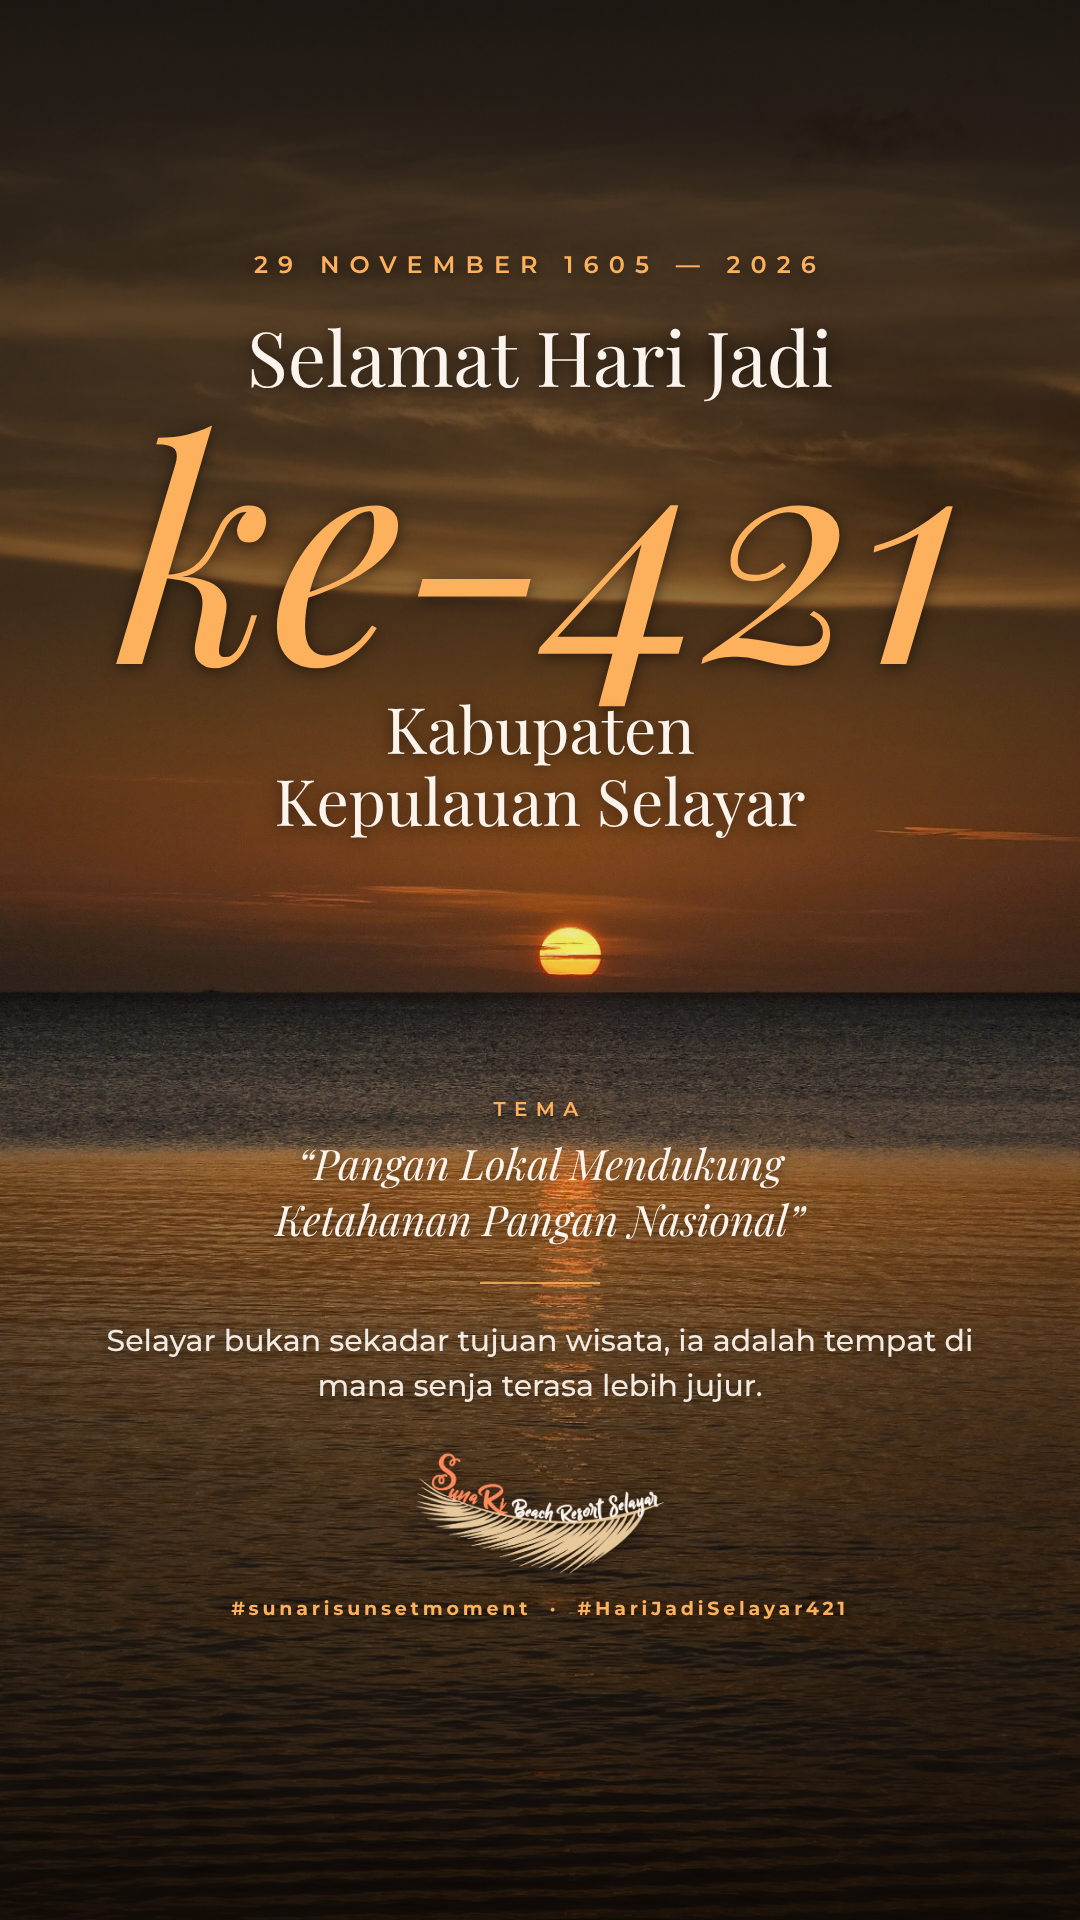 29 NOVEMBER 1605 — 2026
Selamat Hari Jadi
ke-421
Kabupaten
Kepulauan Selayar
TEMA
“Pangan Lokal Mendukung
Ketahanan Pangan Nasional”
Selayar bukan sekadar tujuan wisata, ia adalah tempat di
mana senja terasa lebih jujur.
SunaRi Beach Resort Selayar
#sunarisunsetmoment · #HariJadiSelayar421